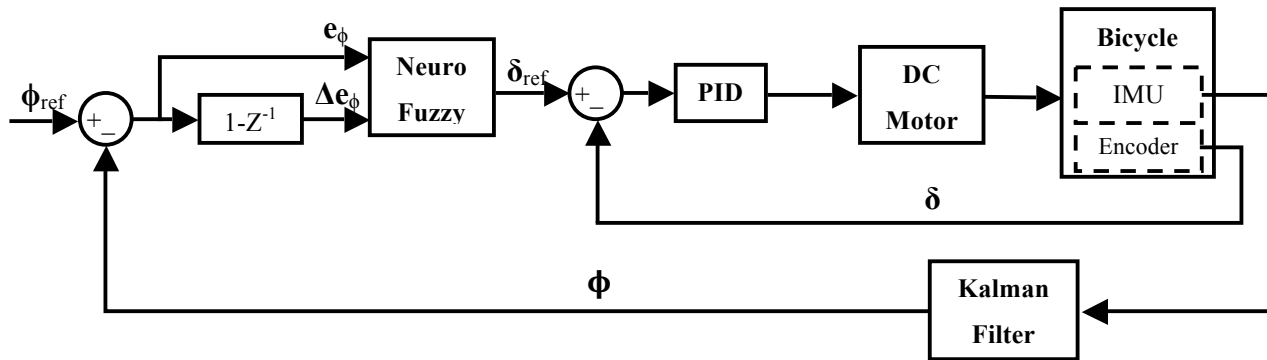 ϕref
+
−
1-Z-1
eϕ
Δeϕ
Neuro
Fuzzy
δref
+
−
PID
DC
Motor
Bicycle
IMU
Encoder
δ
ϕ
Kalman
Filter